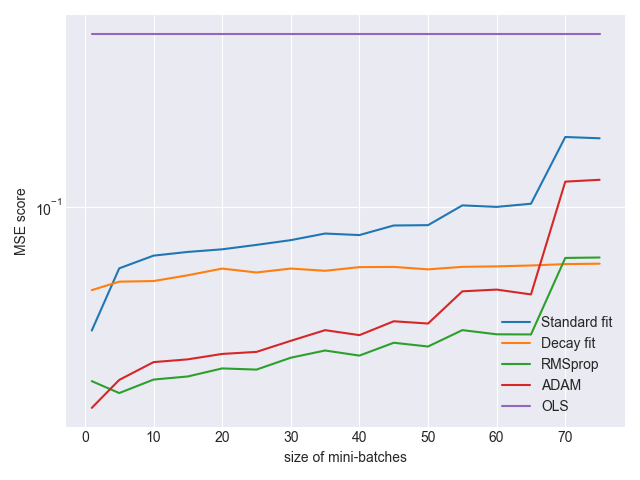 MSE score
10⁻¹
0 10 20 30 40 50 60 70
size of mini-batches
Standard fit
Decay fit
RMSprop
ADAM
OLS